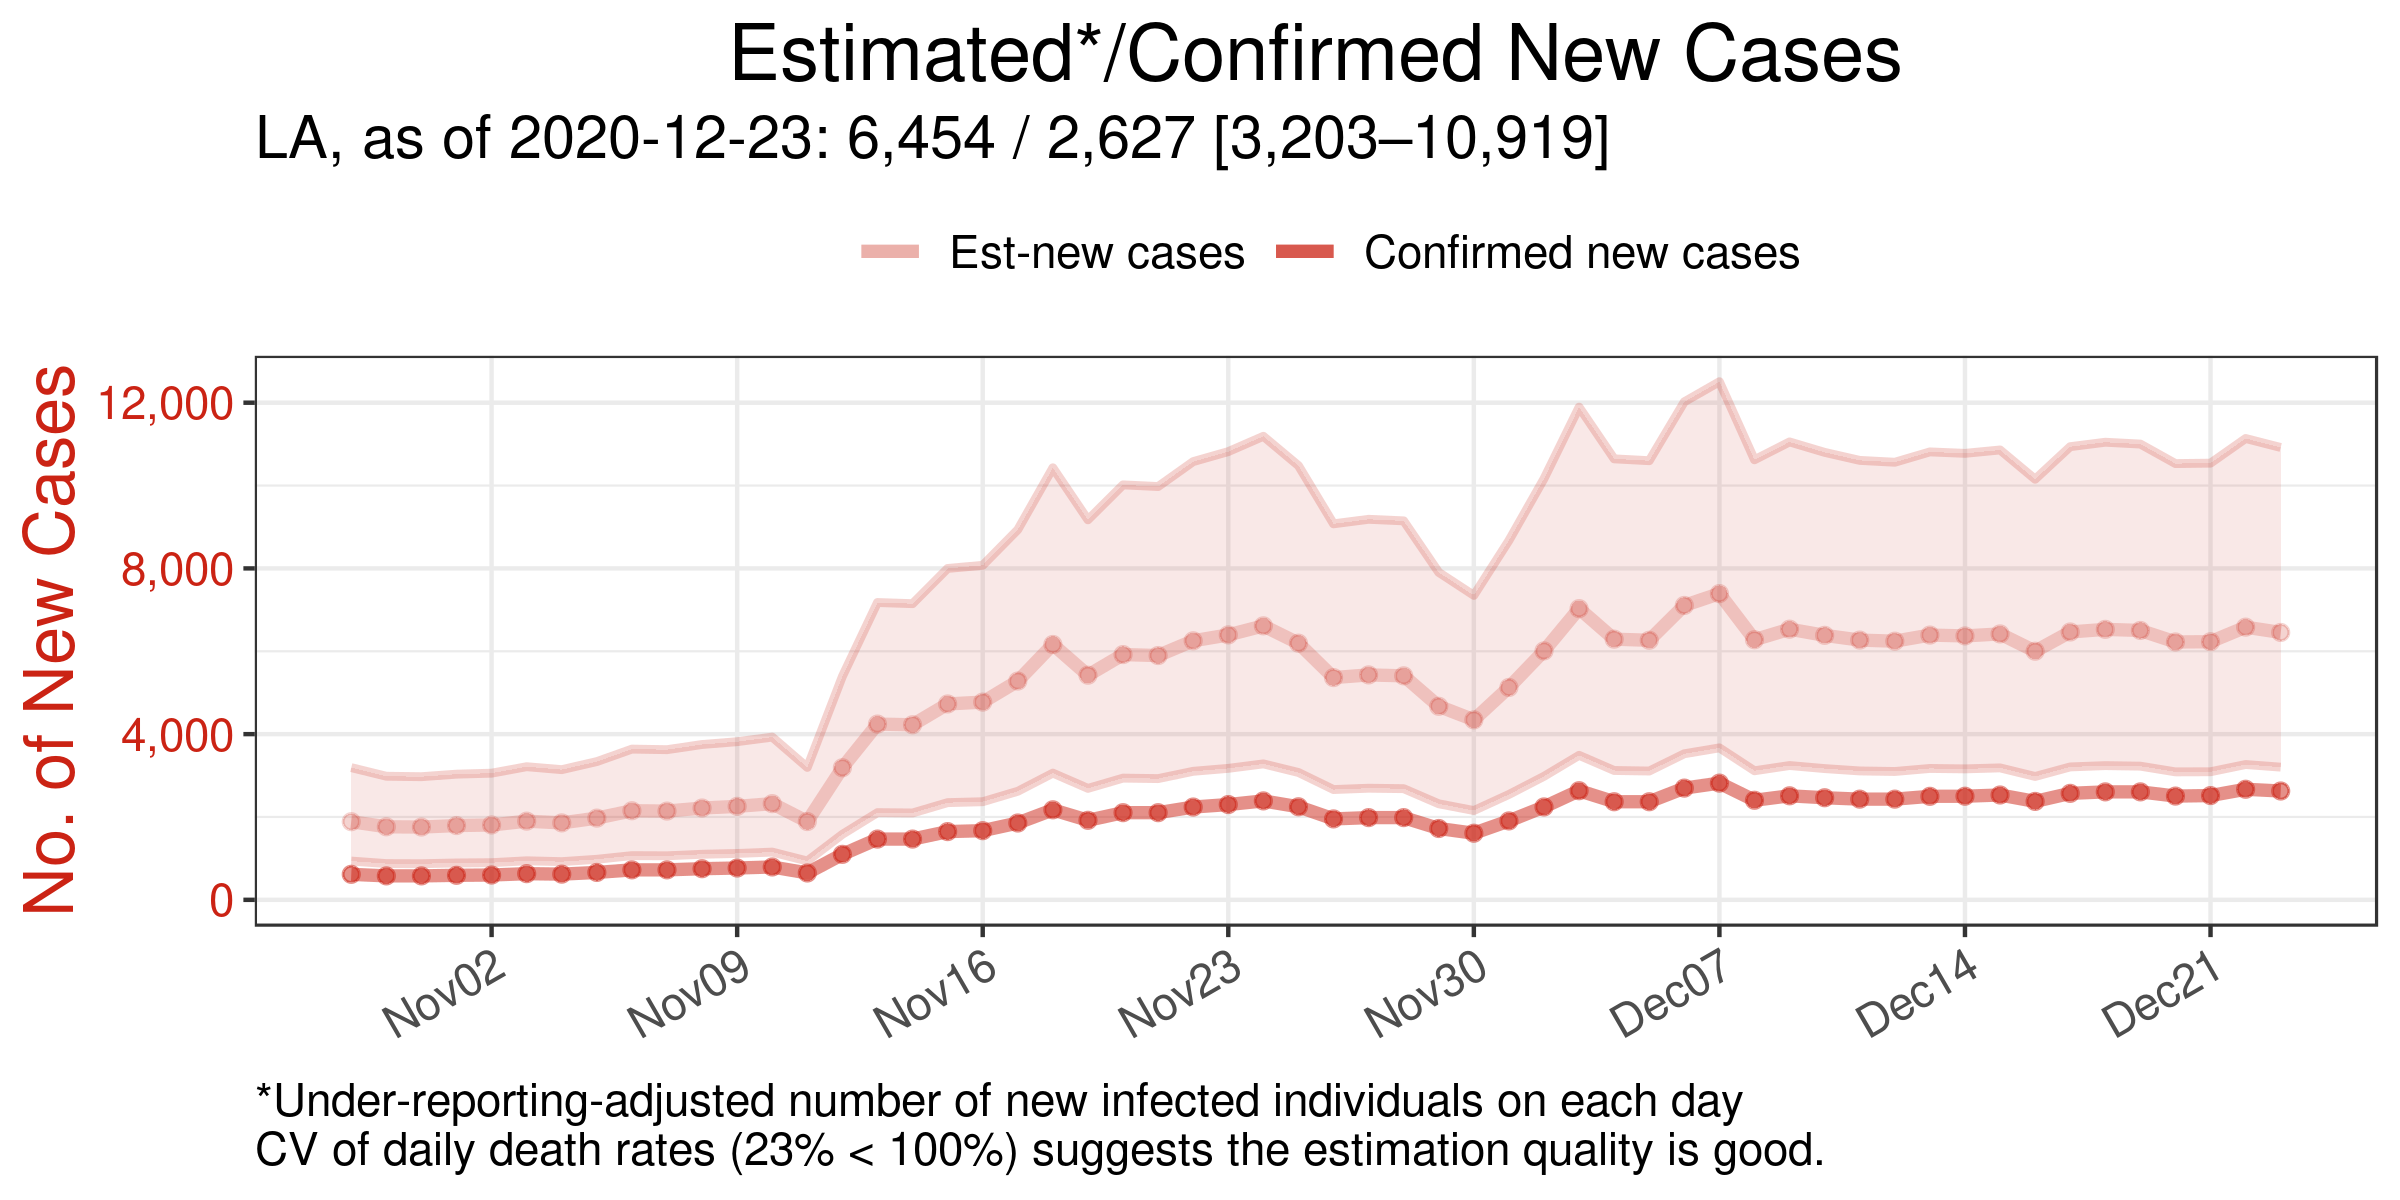 Estimated*/Confirmed New Cases
LA, as of 2020-12-23: 6,454 / 2,627 [3,203–10,919]
Est-new cases Confirmed new cases
No. of New Cases
12,000
8,000
4,000
0
Nov02 Nov09 Nov16 Nov23 Nov30 Dec07 Dec14 Dec21
*Under-reporting-adjusted number of new infected individuals on each day
CV of daily death rates (23% < 100%) suggests the estimation quality is good.